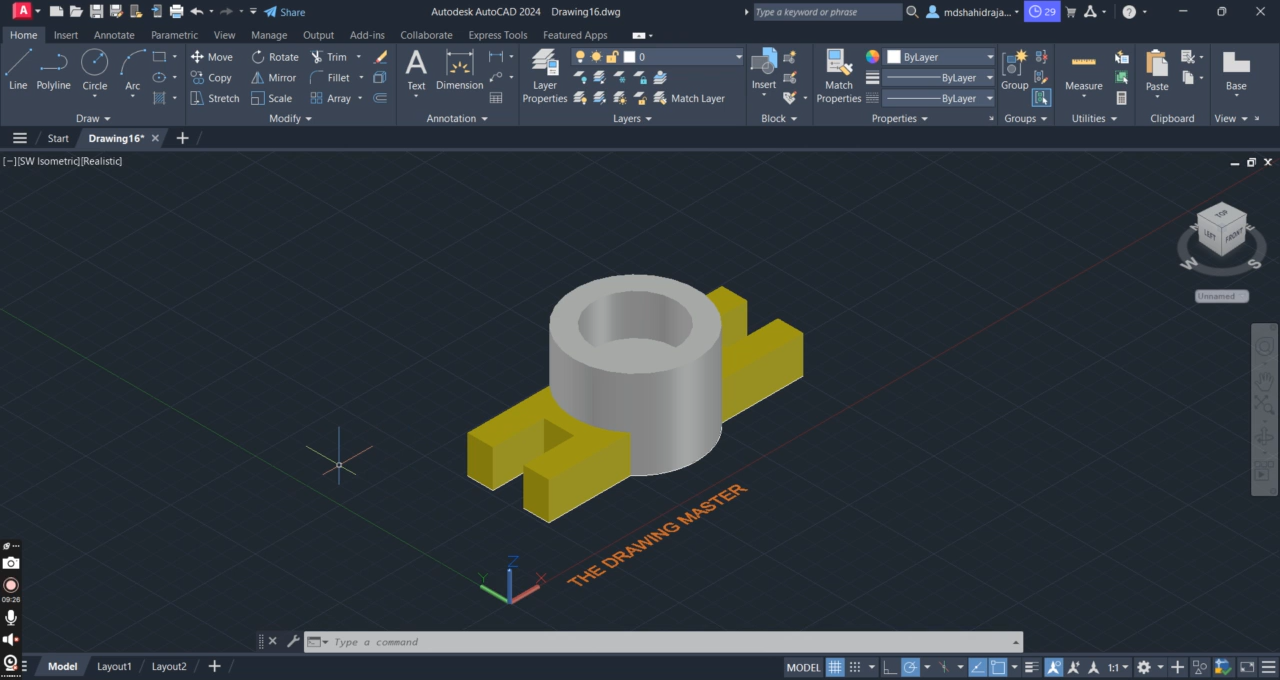 A Share Autodesk AutoCAD 2024 Drawing16.dwg Type a keyword or phrase mdshahidraja... 29
Home Insert Annotate Parametric View Manage Output Add-ins Collaborate Express Tools Featured Apps
Line Polyline Circle Arc
Move Rotate Trim
Copy Mirror Fillet
Stretch Scale Array
Text Dimension
Layer Properties
0
Match Layer
Insert
Match Properties
ByLayer
ByLayer
ByLayer
Group
Measure
Paste
Base
Draw Modify Annotation Layers Block Properties Groups Utilities Clipboard View
Start Drawing16* +
[−][SW Isometric][Realistic]
TOP
LEFT FRONT
N E
W S
Unnamed
THE DRAWING MASTER
Z
Y X
09:26
Type a command
Model Layout1 Layout2 + MODEL 1:1